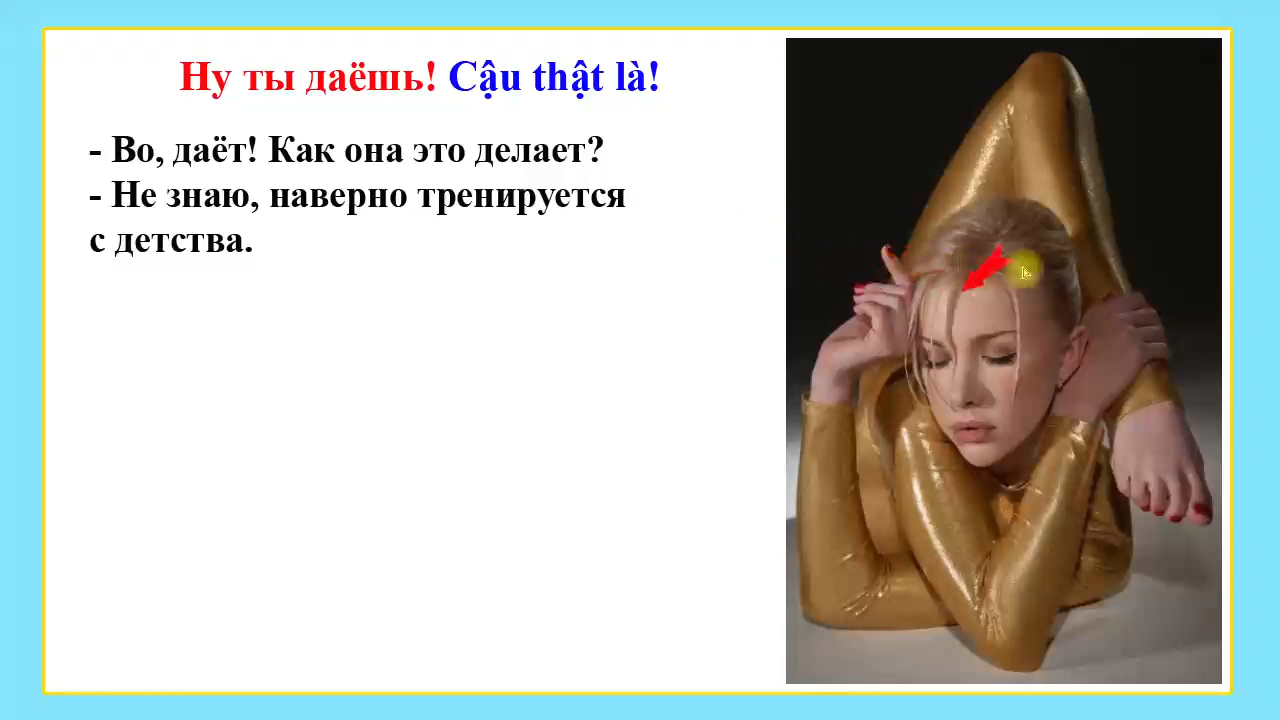 Ну ты даёшь! Cậu thật là!
- Во, даёт! Как она это делает?
- Не знаю, наверно тренируется
с детства.